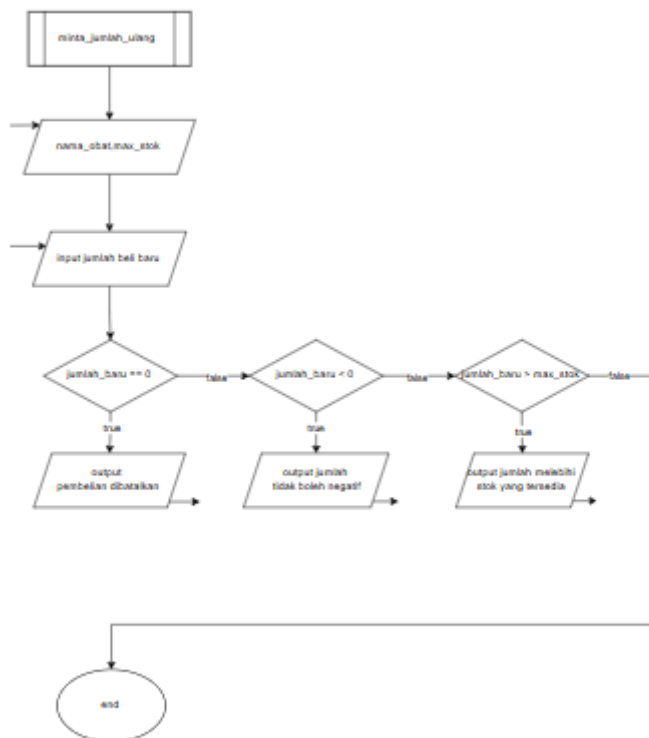 minta_jumlah_ulang
nama_obat,max_stok
input jumlah beli baru
jumlah_baru == 0
false
jumlah_baru < 0
false
jumlah_baru > max_stok
false
true
true
true
output
pembelian dibatalkan
output jumlah
tidak boleh negatif
output jumlah melebihi
stok yang tersedia
end